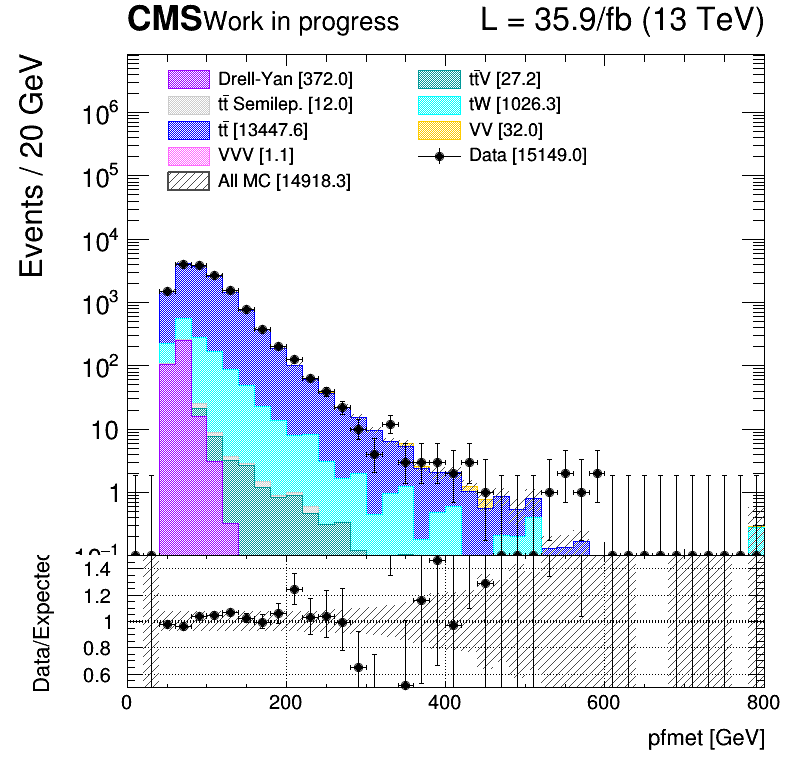 CMS Work in progress L = 35.9/fb (13 TeV)
Events / 20 GeV
Drell-Yan [372.0]
tt̄ Semilep. [12.0]
tt̄ [13447.6]
VVV [1.1]
All MC [14918.3]
tt̄V [27.2]
tW [1026.3]
VV [32.0]
Data [15149.0]
10⁶
10⁵
10⁴
10³
10²
10
1
10⁻¹
Data/Expected
1.4
1.2
1
0.8
0.6
0 200 400 600 800
pfmet [GeV]